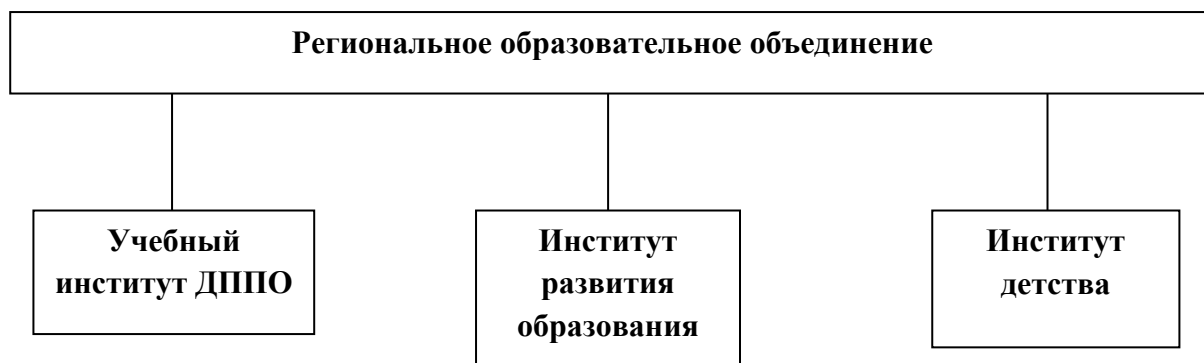 Региональное образовательное объединение
Учебный
институт ДППО
Институт
развития
образования
Институт
детства